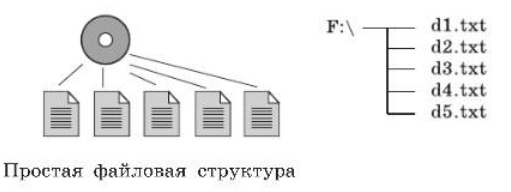 F:\
d1.txt
d2.txt
d3.txt
d4.txt
d5.txt
Простая файловая структура